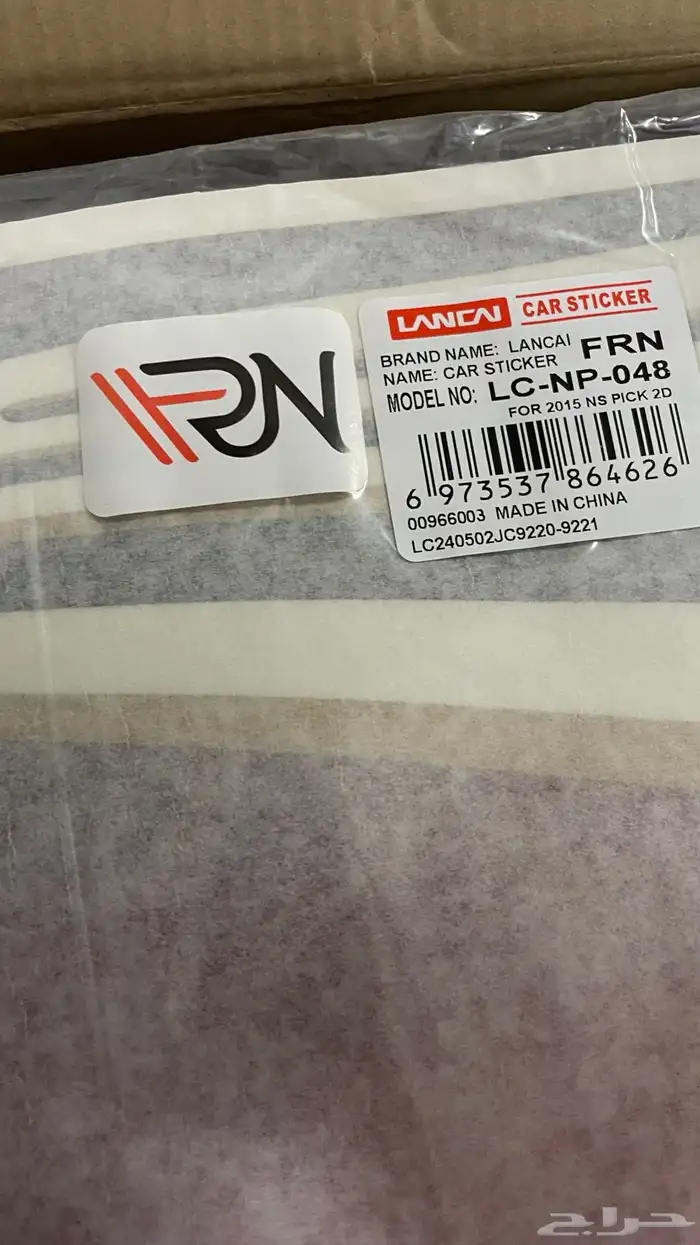 FRN
LANCAI CAR STICKER
BRAND NAME: LANCAI FRN
NAME: CAR STICKER
MODEL NO: LC-NP-048
FOR 2015 NS PICK 2D
6 973537 864626
00966003 MADE IN CHINA
LC240502JC9220-9221
حراج